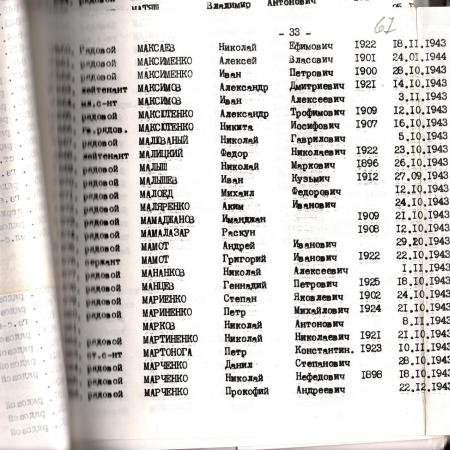 МАТЯШ Владимир Антонович
- 33 -
67
Рядовой МАКСАЕВ Николай Ефимович 1922 18.11.1943
рядовой МАКСИМЕНКО Алексей Власович 1901 24.01.1944
рядовой МАКСИМЕНКО Иван Петрович 1900 28.10.1943
лейтенант МАКСИМОВ Александр Дмитриевич 1921 14.10.1943
мл.с-нт МАКСИМОВ Иван Алексеевич 3.11.1943
рядовой МАКСЮТЕНКО Александр Трофимович 1909 12.10.1943
гв.рядов. МАКСЮТЕНКО Никита Иосифович 1907 16.10.1943
рядовой Николай Гаврилович 5.10.1943
лейтенант МАЛИЦКИЙ Федор Николаевич 1922 23.10.1943
рядовой МАЛЫШ Николай Маркович 1896 26.10.1943
рядовой МАЛЫШЕВ Иван Кузьмич 1912 27.09.1943
рядовой МАЛОЕД Михаил Федорович 12.10.1943
рядовой МАЛЯРЕНКО Аким Иванович 24.10.1943
рядовой МАМАДЖАНОВ Имамджан 1909 21.10.1943
рядовой МАМАЛАЗАР Раскун 1908 12.10.1943
рядовой МАМОТ Андрей Иванович 29.20.1943
сержант МАМОТ Григорий Иванович 1922 22.10.1943
рядовой МАНАНКОВ Николай Алексеевич 1.11.1943
рядовой МАНЦЕВ Геннадий Петрович 1925 18.10.1943
рядовой МАРИЕНКО Степан Яковлевич 1902 24.10.1943
рядовой МАРИНЕНКО Петр Михайлович 1924 21.10.1943
МАРКОВ Николай Антонович 8.11.1943
рядовой МАРТИНЕНКО Николай Николаевич 1921 21.10.1943
ст.с-нт МАРТОНОГА Петр Константин. 1923 10.11.1943
рядовой МАРЧЕНКО Данил Степанович 28.10.1943
рядовой МАРЧЕНКО Николай Нефедович 1898 18.10.1943
рядовой МАРЧЕНКО Прокофий Андреевич 22.12.1943